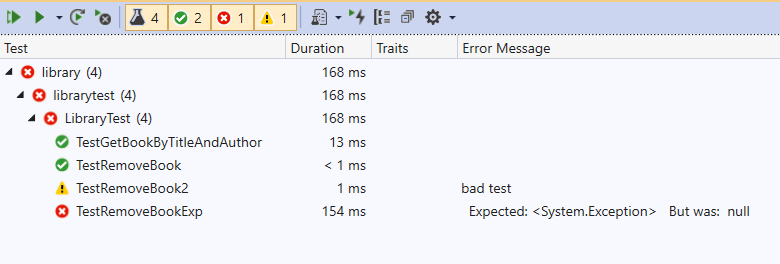 4 2 1 1
Test Duration Traits Error Message
library (4) 168 ms
librarytest (4) 168 ms
LibraryTest (4) 168 ms
TestGetBookByTitleAndAuthor 13 ms
TestRemoveBook < 1 ms
TestRemoveBook2 1 ms bad test
TestRemoveBookExp 154 ms Expected: <System.Exception> But was: null